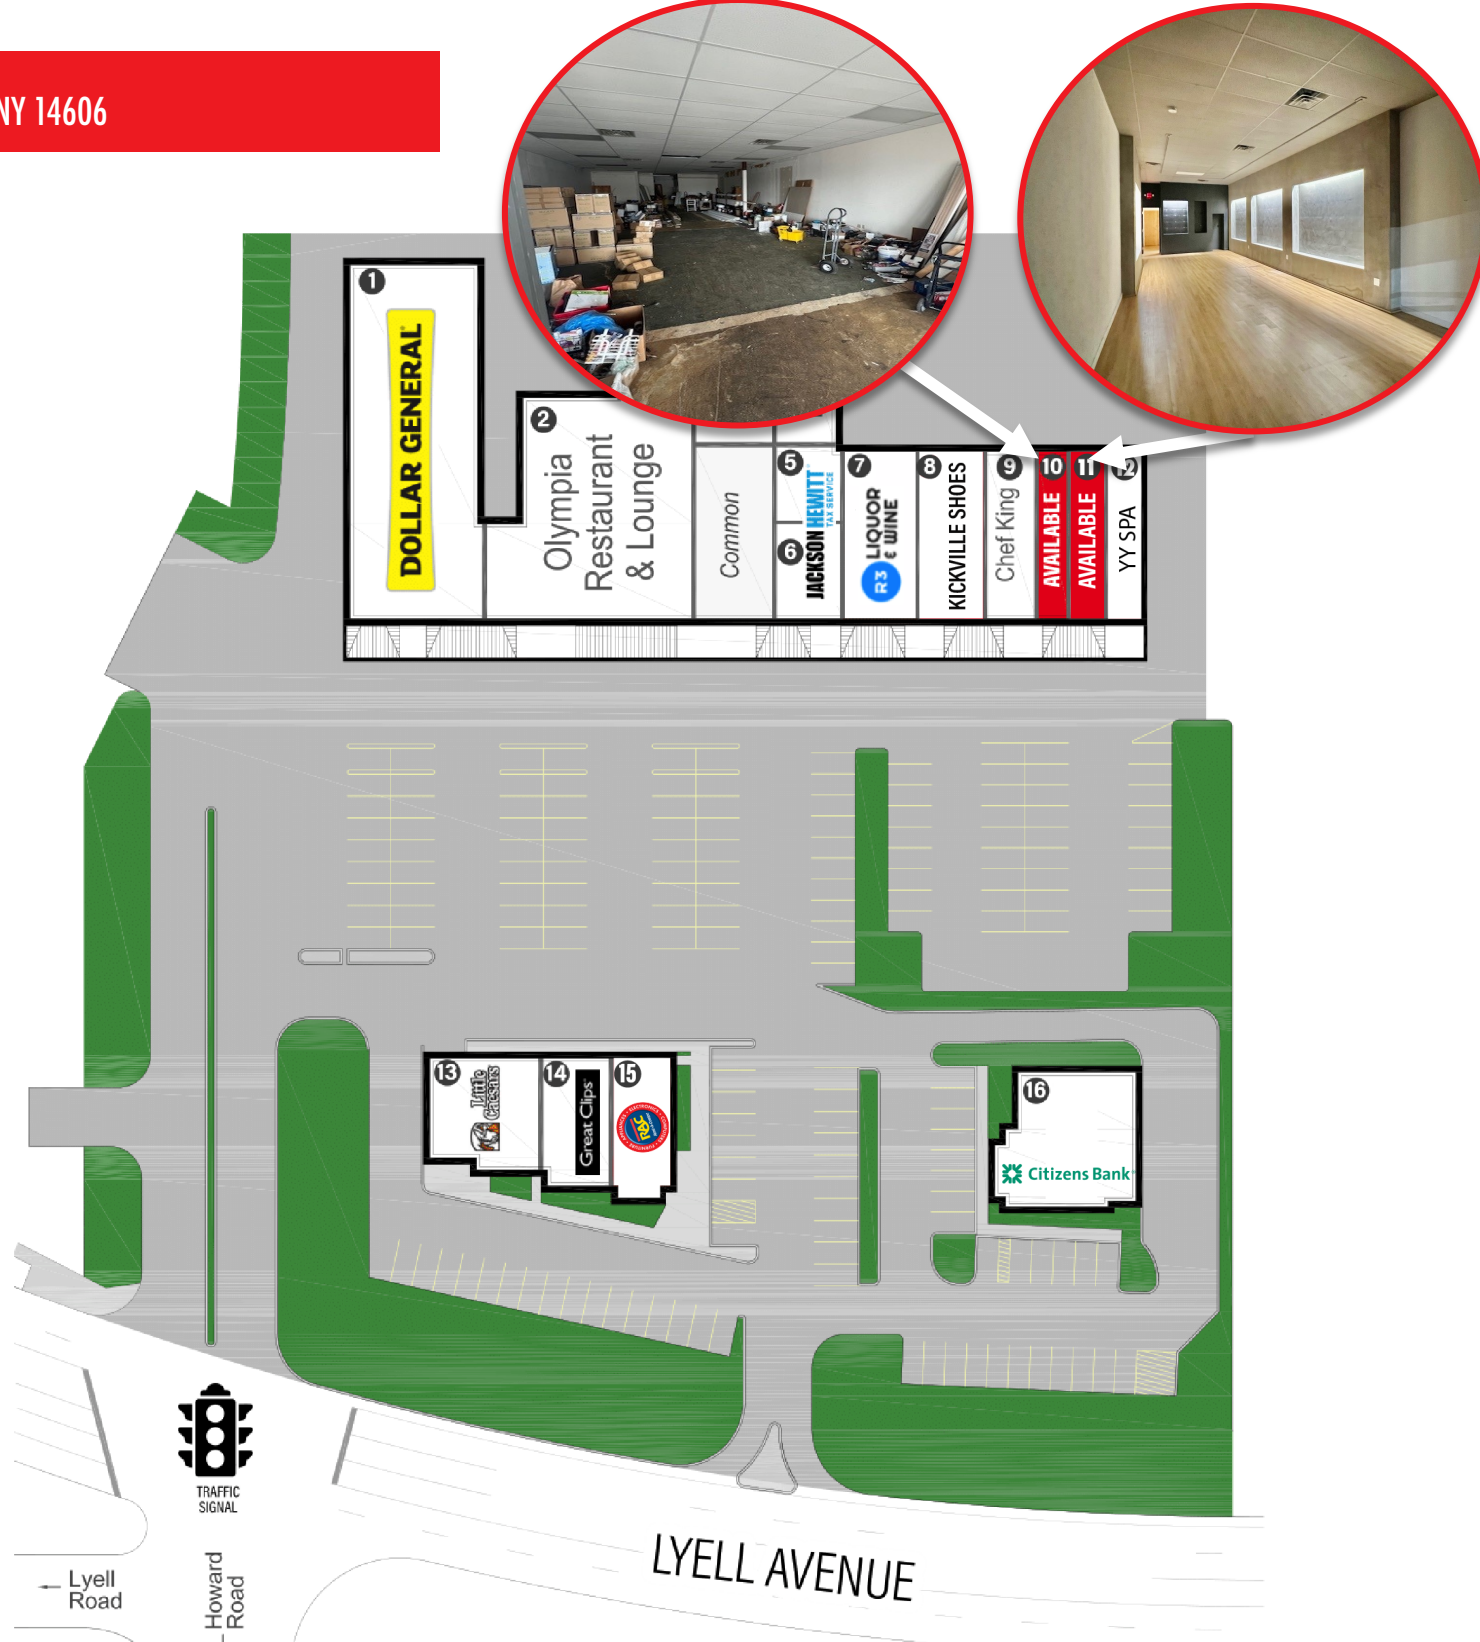 NY 14606
1
DOLLAR GENERAL
2
Olympia
Restaurant
& Lounge
Common
5
6
JACKSON HEWITT
TAX SERVICE
7
R3
LIQUOR
& WINE
8
KICKVILLE SHOES
9
Chef King
10
AVAILABLE
11
AVAILABLE
12
YY SPA
13
Little
Caesars
14
Great Clips
15
R&C
16
Citizens Bank
TRAFFIC
SIGNAL
LYELL AVENUE
← Lyell
Road
Howard
Road